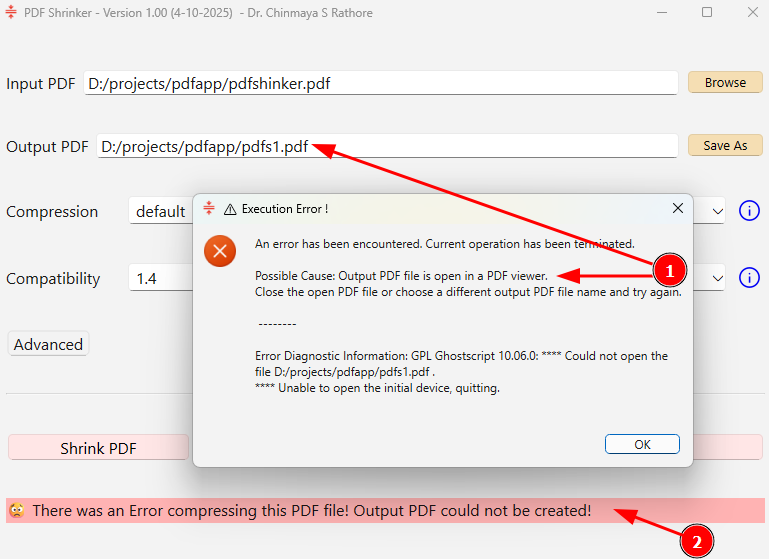 PDF Shrinker - Version 1.00 (4-10-2025) - Dr. Chinmaya S Rathore
Input PDF D:/projects/pdfapp/pdfshinker.pdf Browse
Output PDF D:/projects/pdfapp/pdfs1.pdf Save As
Compression default
Compatibility 1.4
Advanced
Execution Error !
An error has been encountered. Current operation has been terminated.
Possible Cause: Output PDF file is open in a PDF viewer.
Close the open PDF file or choose a different output PDF file name and try again.
--------
Error Diagnostic Information: GPL Ghostscript 10.06.0: **** Could not open the
file D:/projects/pdfapp/pdfs1.pdf .
**** Unable to open the initial device, quitting.
OK
1
Shrink PDF
There was an Error compressing this PDF file! Output PDF could not be created!
2